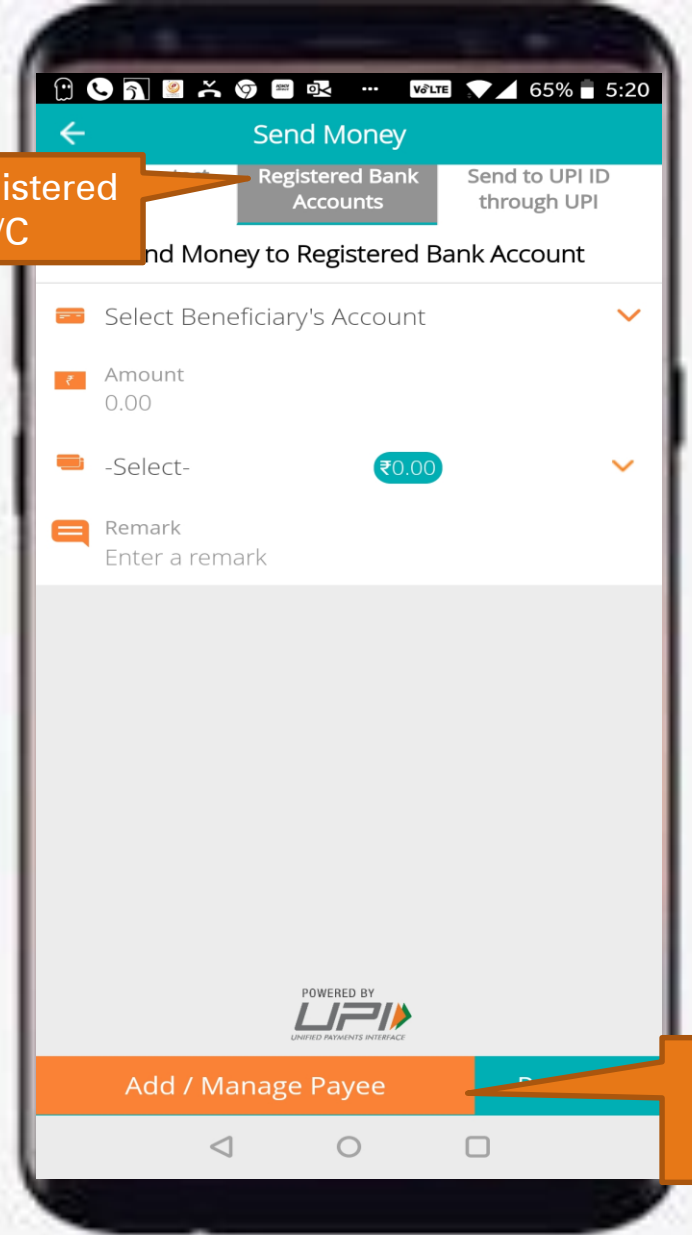 VoLTE 65% 5:20
Send Money
Registered Bank
Accounts
Send to UPI ID
through UPI
istered
/C
nd Money to Registered Bank Account
Select Beneficiary's Account
Amount
0.00
-Select- ₹0.00
Remark
Enter a remark
POWERED BY
UPI
UNIFIED PAYMENTS INTERFACE
Add / Manage Payee